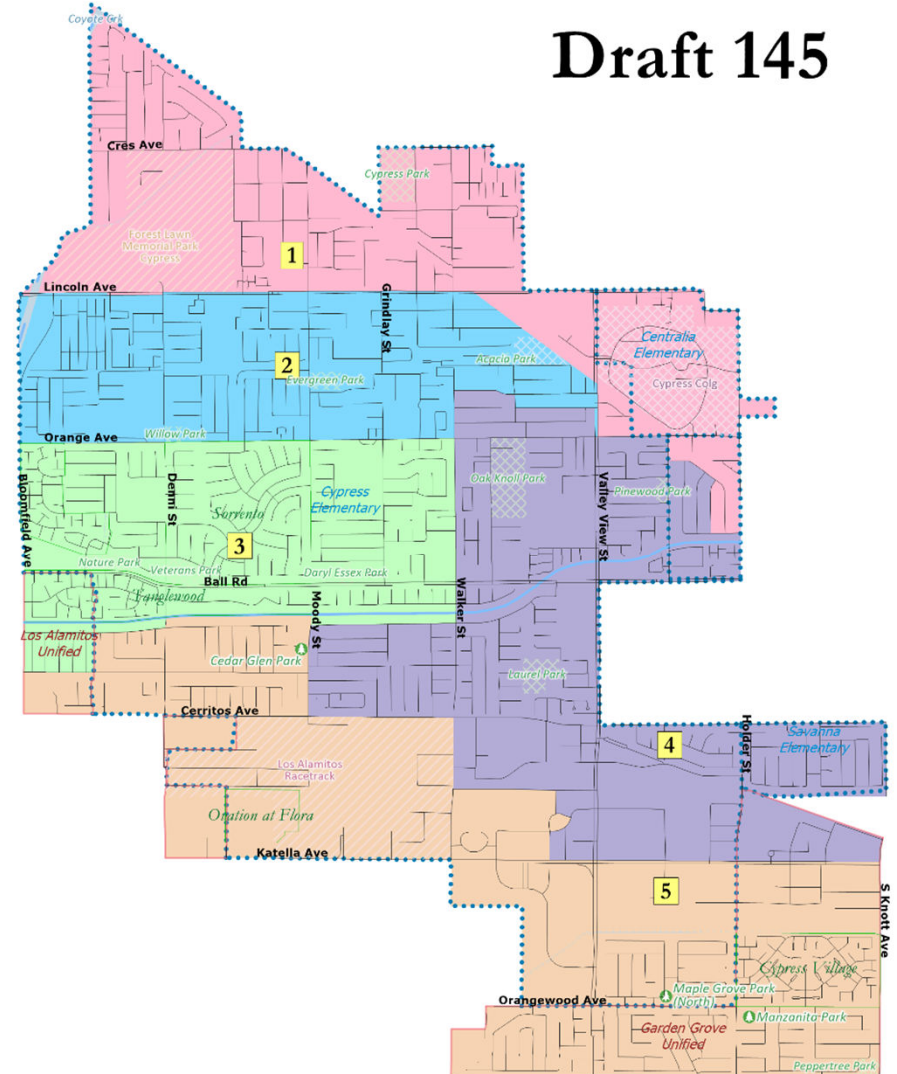 Coyote Crk
Draft 145
Cres Ave
Cypress Park
Forest Lawn
Memorial Park
Cypress
1
Lincoln Ave
Grindlay St
Centralia
Elementary
Acacia Park
2
Evergreen Park
Cypress Colg
Orange Ave
Willow Park
Bloomfield Ave
Denni St
Cypress
Elementary
Oak Knoll Park
Valley View St
Pinewood Park
Sorrento
3
Nature Park
Veterans Park
Daryl Essex Park
Ball Rd
Tanglewood
Moody St
Walker St
Los Alamitos
Unified
Cedar Glen Park
Laurel Park
Cerritos Ave
Holder St
4
Savanna
Elementary
Los Alamitos
Racetrack
Ovation at Flora
Katella Ave
5
S Knott Ave
Cypress Village
Maple Grove Park
(North)
Orangewood Ave
Manzanita Park
Garden Grove
Unified
Peppertree Park